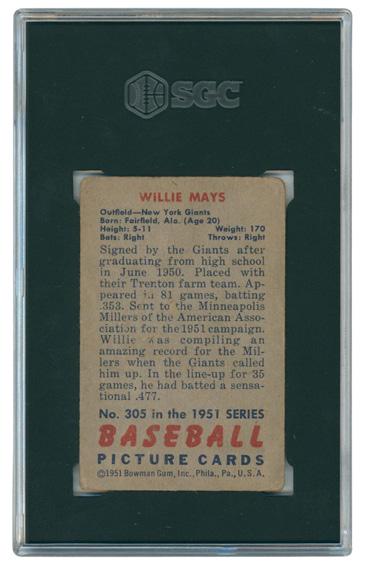 SGC
WILLIE MAYS
Outfield—New York Giants
Born: Fairfield, Ala. (Age 20)
Height: 5-11 Weight: 170
Bats: Right Throws: Right
Signed by the Giants after
graduating from high school
in June 1950. Placed with
their Trenton farm team. Ap-
peared in 81 games, batting
.353. Sent to the Minneapolis
Millers of the American Asso-
ciation for the 1951 campaign.
Willie was compiling an
amazing record for the Mil-
lers when the Giants called
him up. In the line-up for 35
games, he had batted a sensa-
tional .477.
No. 305 in the 1951 SERIES
BASEBALL
PICTURE CARDS
©1951 Bowman Gum, Inc., Phila., Pa., U.S.A.